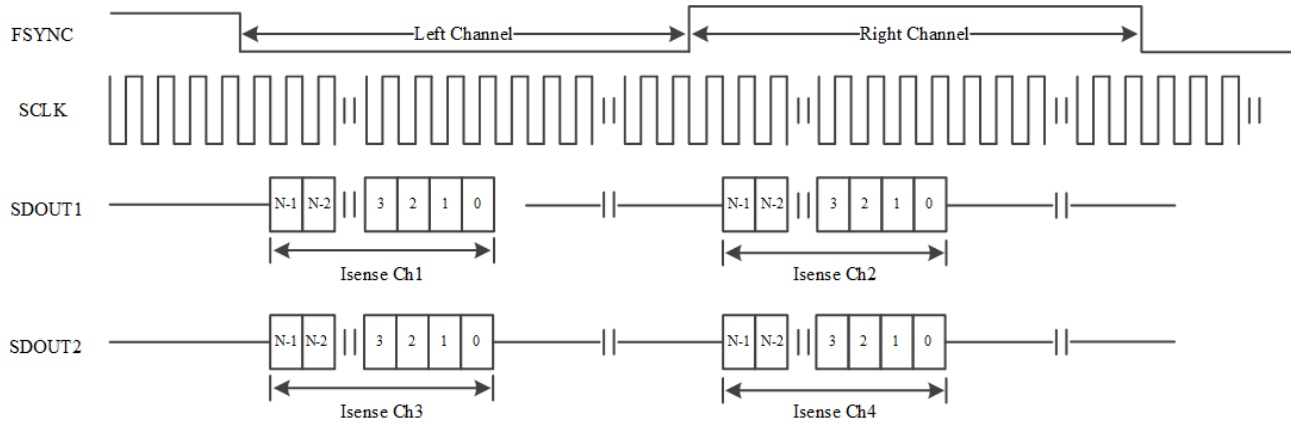 FSYNC
Left Channel
Right Channel
SCLK
SDOUT1
N-1 N-2 3 2 1 0
N-1 N-2 3 2 1 0
Isense Ch1
Isense Ch2
SDOUT2
N-1 N-2 3 2 1 0
N-1 N-2 3 2 1 0
Isense Ch3
Isense Ch4